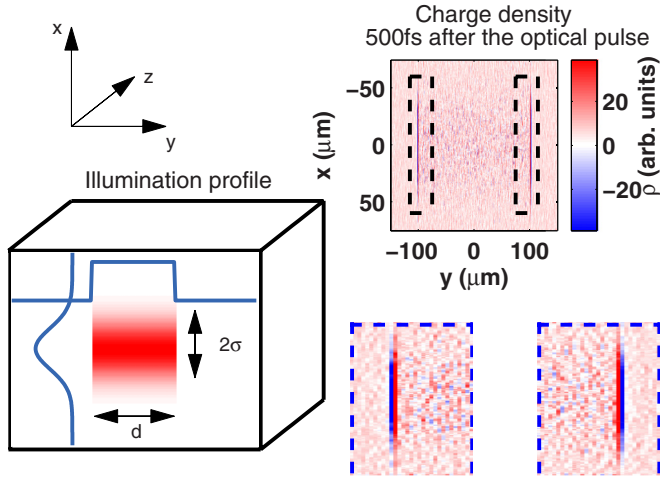 x
z
y
Illumination profile
2σ
d
Charge density
500fs after the optical pulse
−50
0
50
x (μm)
−100
0
100
y (μm)
20
0
−20
ρ (arb. units)